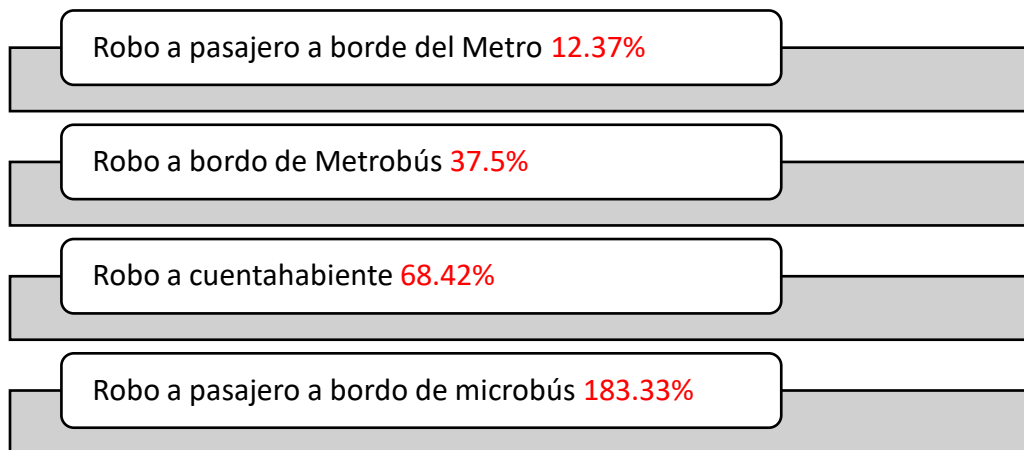 Robo a pasajero a borde del Metro 12.37%
Robo a bordo de Metrobús 37.5%
Robo a cuentahabiente 68.42%
Robo a pasajero a bordo de microbús 183.33%